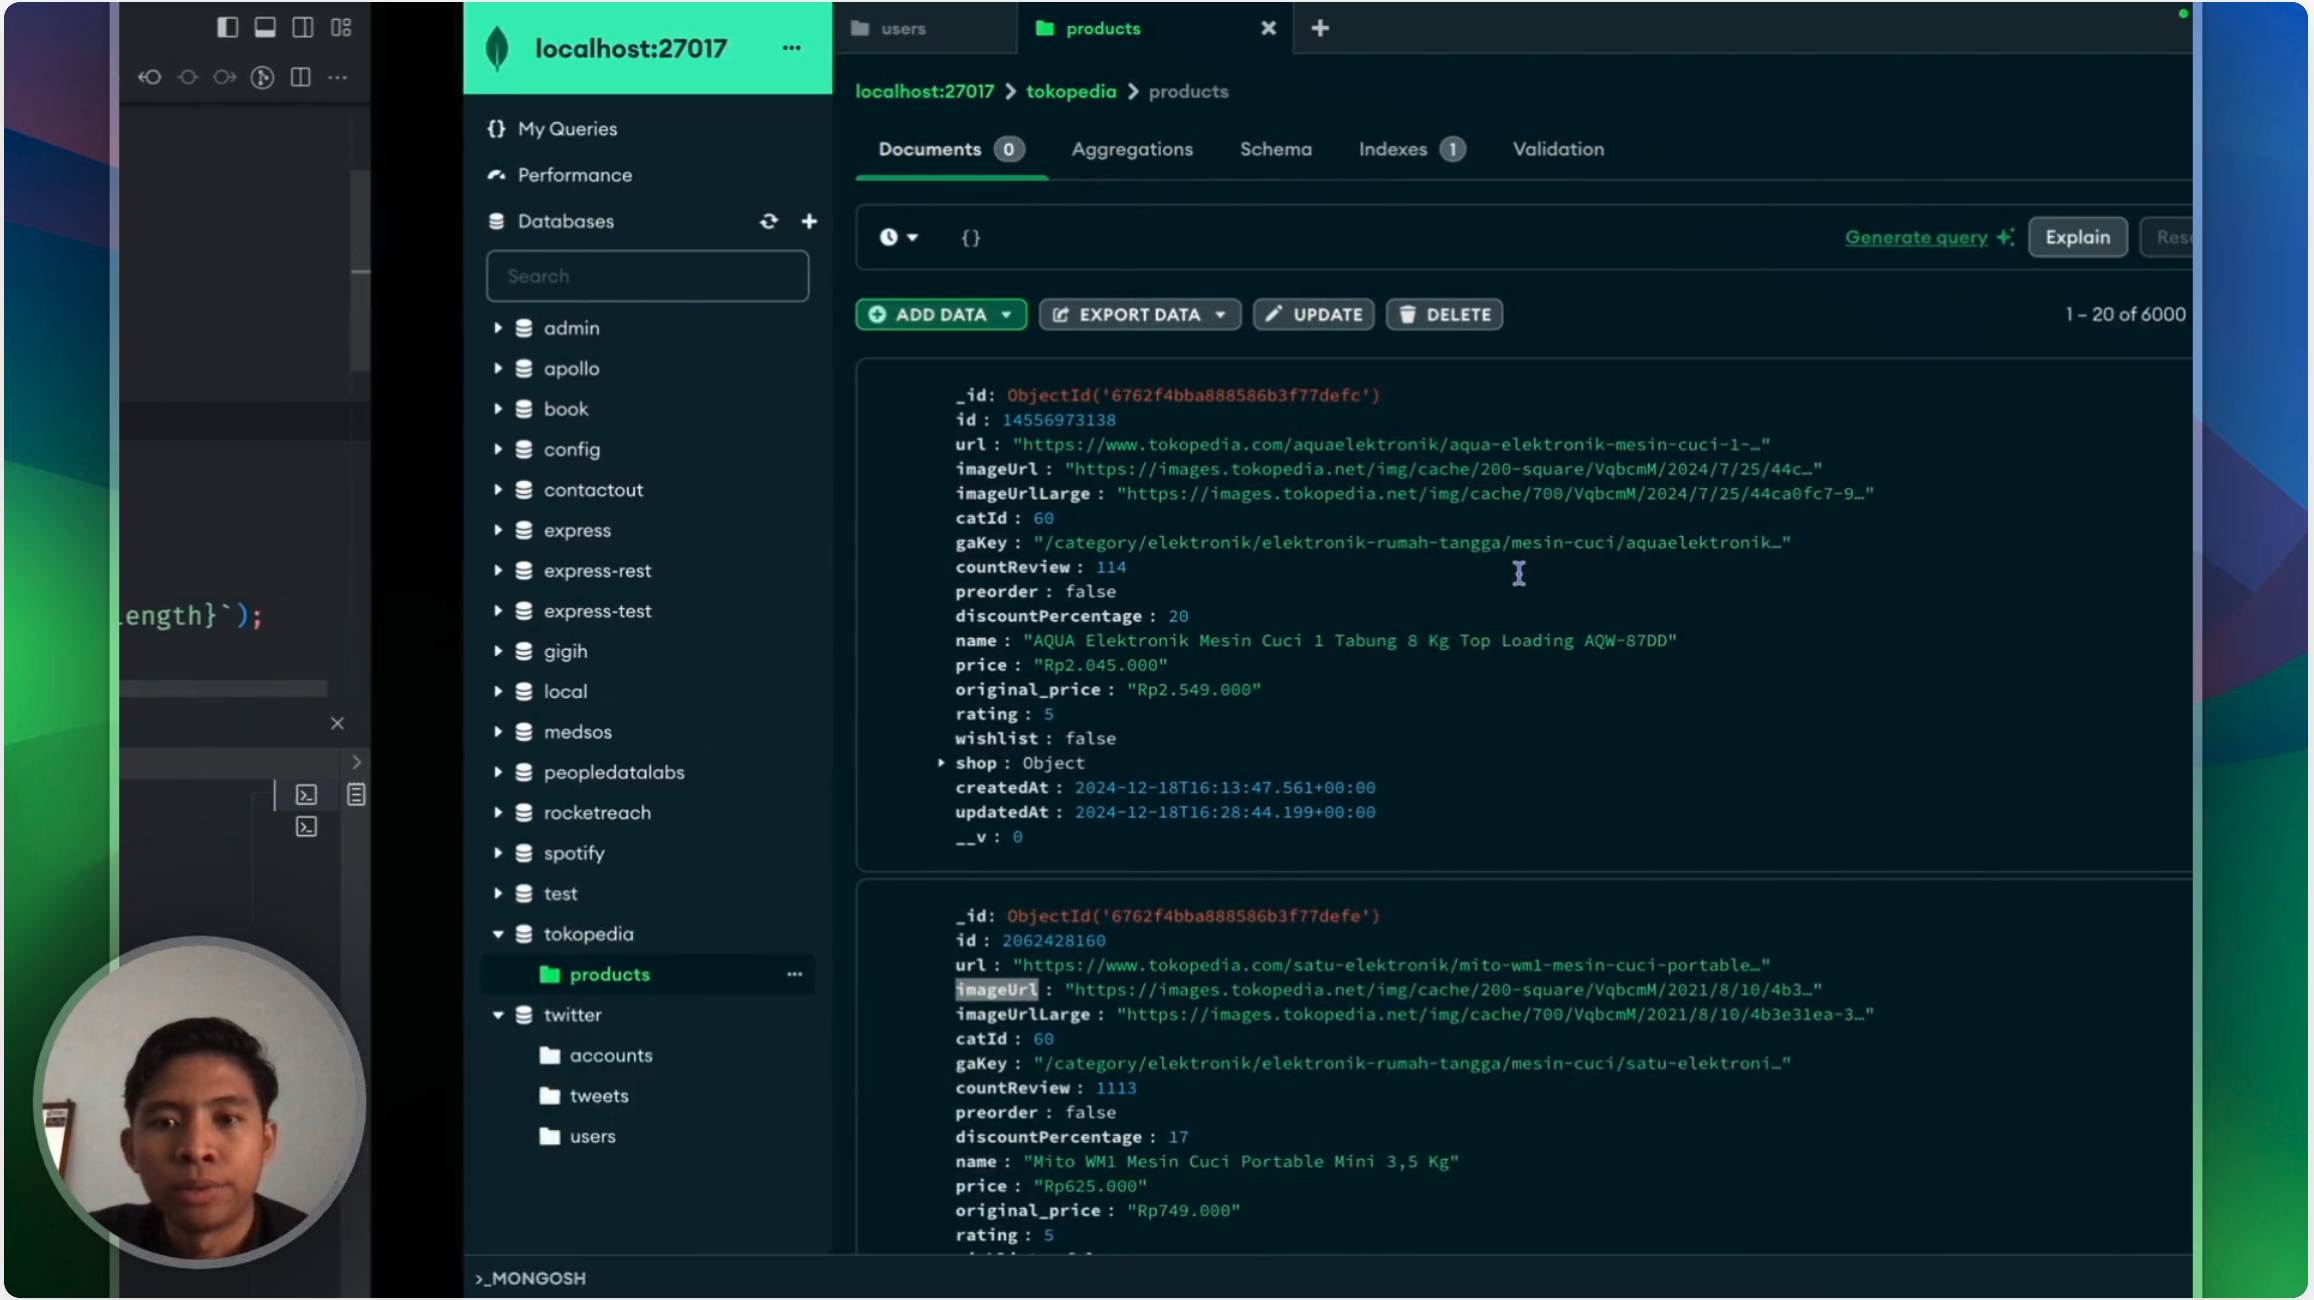 localhost:27017
...
users
products
localhost:27017 > tokopedia > products
{} My Queries
Performance
Databases
Search
admin
apollo
book
config
contactout
express
express-rest
express-test
gigih
local
medsos
peopledatalabs
rocketreach
spotify
test
tokopedia
products
twitter
accounts
tweets
users
>_MONGOSH
ength}`);
Documents 0
Aggregations
Schema
Indexes 1
Validation
{}
Generate query
Explain
ADD DATA
EXPORT DATA
UPDATE
DELETE
1 – 20 of 6000
_id: ObjectId('6762f4bba888586b3f77defc')
id : 14556973138
url : "https://www.tokopedia.com/aquaelektronik/aqua-elektronik-mesin-cuci-1-…"
imageUrl : "https://images.tokopedia.net/img/cache/200-square/VqbcmM/2024/7/25/44c…"
imageUrlLarge : "https://images.tokopedia.net/img/cache/700/VqbcmM/2024/7/25/44ca0fc7-9…"
catId : 60
gaKey : "/category/elektronik/elektronik-rumah-tangga/mesin-cuci/aquaelektronik…"
countReview : 114
preorder : false
discountPercentage : 20
name : "AQUA Elektronik Mesin Cuci 1 Tabung 8 Kg Top Loading AQW-87DD"
price : "Rp2.045.000"
original_price : "Rp2.549.000"
rating : 5
wishlist : false
shop : Object
createdAt : 2024-12-18T16:13:47.561+00:00
updatedAt : 2024-12-18T16:28:44.199+00:00
__v : 0
_id: ObjectId('6762f4bba888586b3f77defe')
id : 2062428160
url : "https://www.tokopedia.com/satu-elektronik/mito-wm1-mesin-cuci-portable…"
imageUrl : "https://images.tokopedia.net/img/cache/200-square/VqbcmM/2021/8/10/4b3…"
imageUrlLarge : "https://images.tokopedia.net/img/cache/700/VqbcmM/2021/8/10/4b3e31ea-3…"
catId : 60
gaKey : "/category/elektronik/elektronik-rumah-tangga/mesin-cuci/satu-elektroni…"
countReview : 1113
preorder : false
discountPercentage : 17
name : "Mito WM1 Mesin Cuci Portable Mini 3,5 Kg"
price : "Rp625.000"
original_price : "Rp749.000"
rating : 5